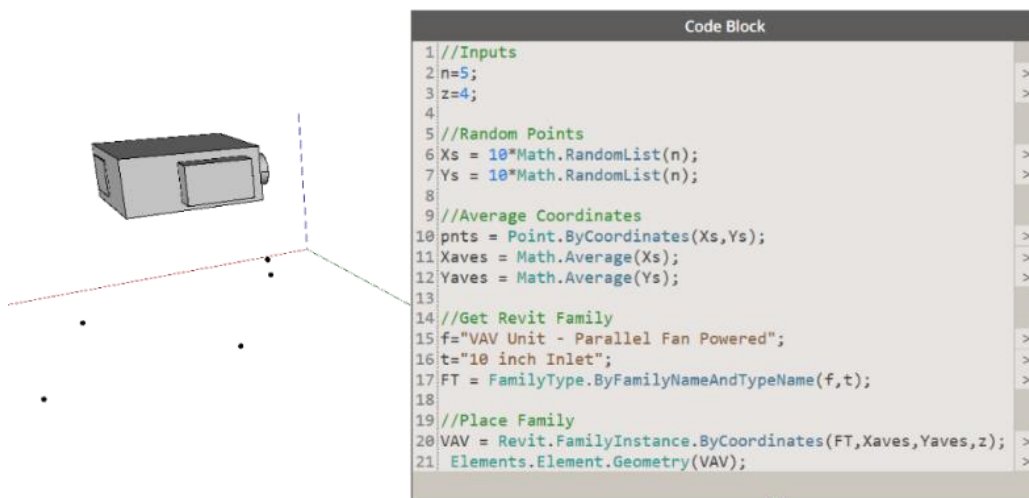 Code Block
1 //Inputs
2 n=5;
3 z=4;
4
5 //Random Points
6 Xs = 10*Math.RandomList(n);
7 Ys = 10*Math.RandomList(n);
8
9 //Average Coordinates
10 pnts = Point.ByCoordinates(Xs,Ys);
11 Xaves = Math.Average(Xs);
12 Yaves = Math.Average(Ys);
13
14 //Get Revit Family
15 f="VAV Unit - Parallel Fan Powered";
16 t="10 inch Inlet";
17 FT = FamilyType.ByFamilyNameAndTypeName(f,t);
18
19 //Place Family
20 VAV = Revit.FamilyInstance.ByCoordinates(FT,Xaves,Yaves,z);
21  Elements.Element.Geometry(VAV);